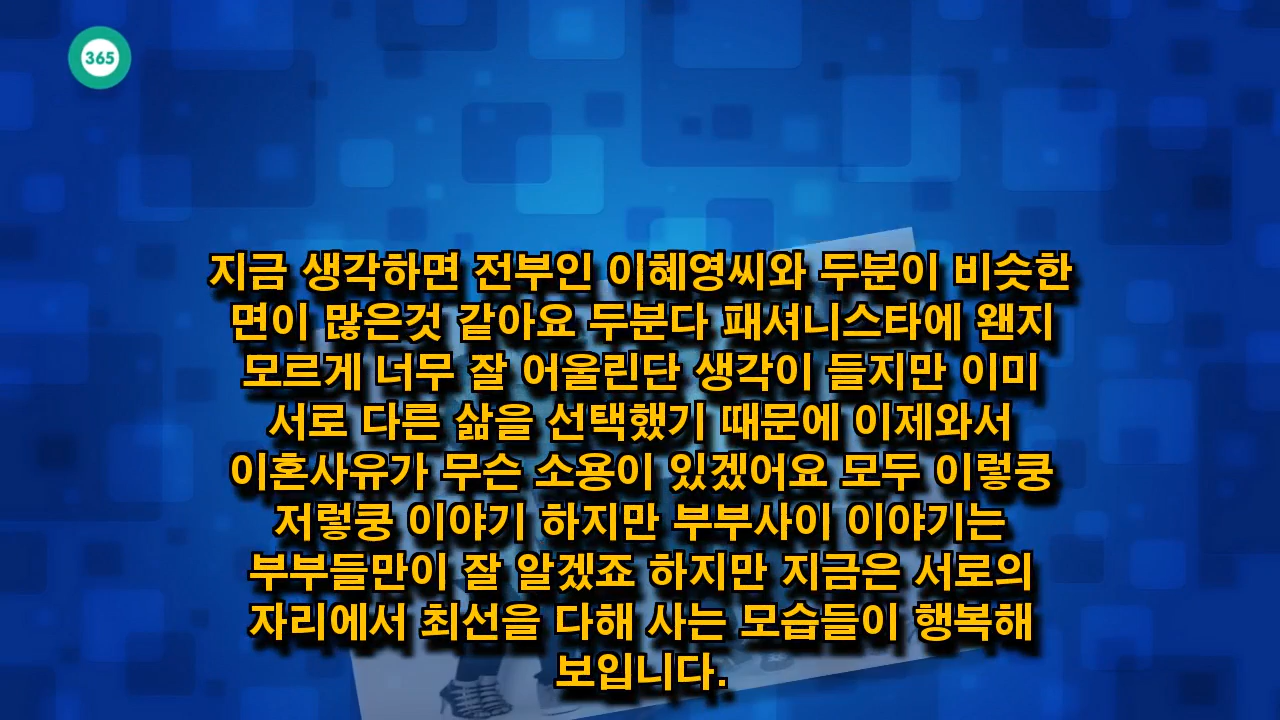 365
지금 생각하면 전부인 이혜영씨와 두분이 비슷한
면이 많은것 같아요 두분다 패셔니스타에 왠지
모르게 너무 잘 어울린단 생각이 들지만 이미
서로 다른 삶을 선택했기 때문에 이제와서
이혼사유가 무슨 소용이 있겠어요 모두 이렇쿵
저렇쿵 이야기 하지만 부부사이 이야기는
부부들만이 잘 알겠죠 하지만 지금은 서로의
자리에서 최선을 다해 사는 모습들이 행복해
보입니다.